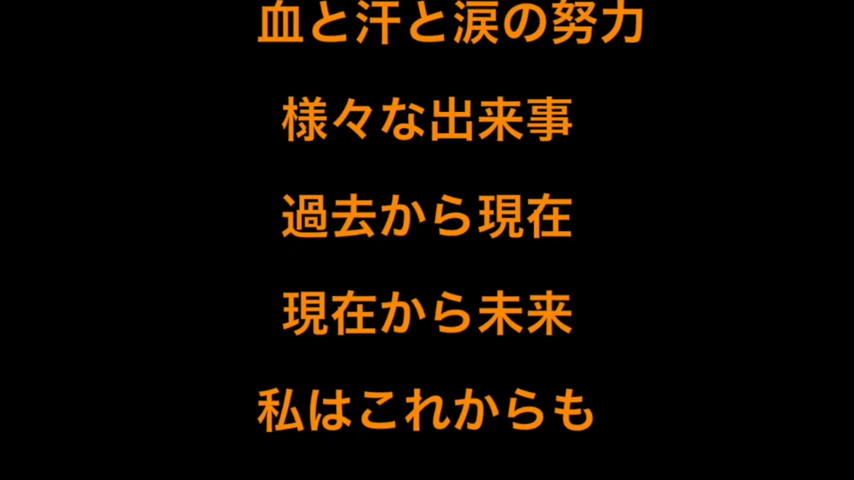 血と汗と涙の努力
様々な出来事
過去から現在
現在から未来
私はこれからも